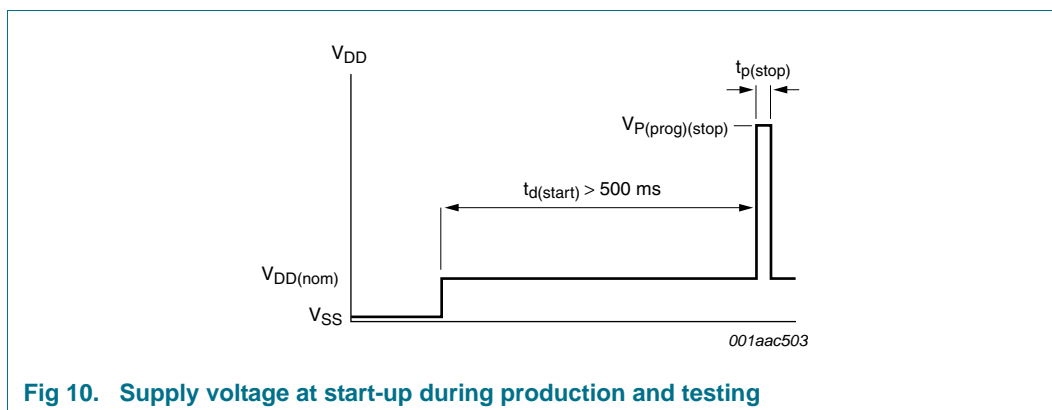 VDD
tp(stop)
VP(prog)(stop)
td(start) > 500 ms
VDD(nom)
VSS
001aac503
Fig 10. Supply voltage at start-up during production and testing